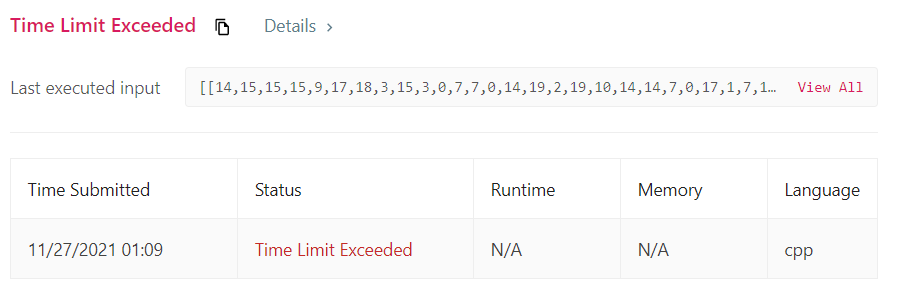 Time Limit Exceeded Details >
Last executed input [[14,15,15,15,9,17,18,3,15,3,0,7,7,0,14,19,2,19,10,14,14,7,0,17,1,7,1… View All
Time Submitted Status Runtime Memory Language
11/27/2021 01:09 Time Limit Exceeded N/A N/A cpp